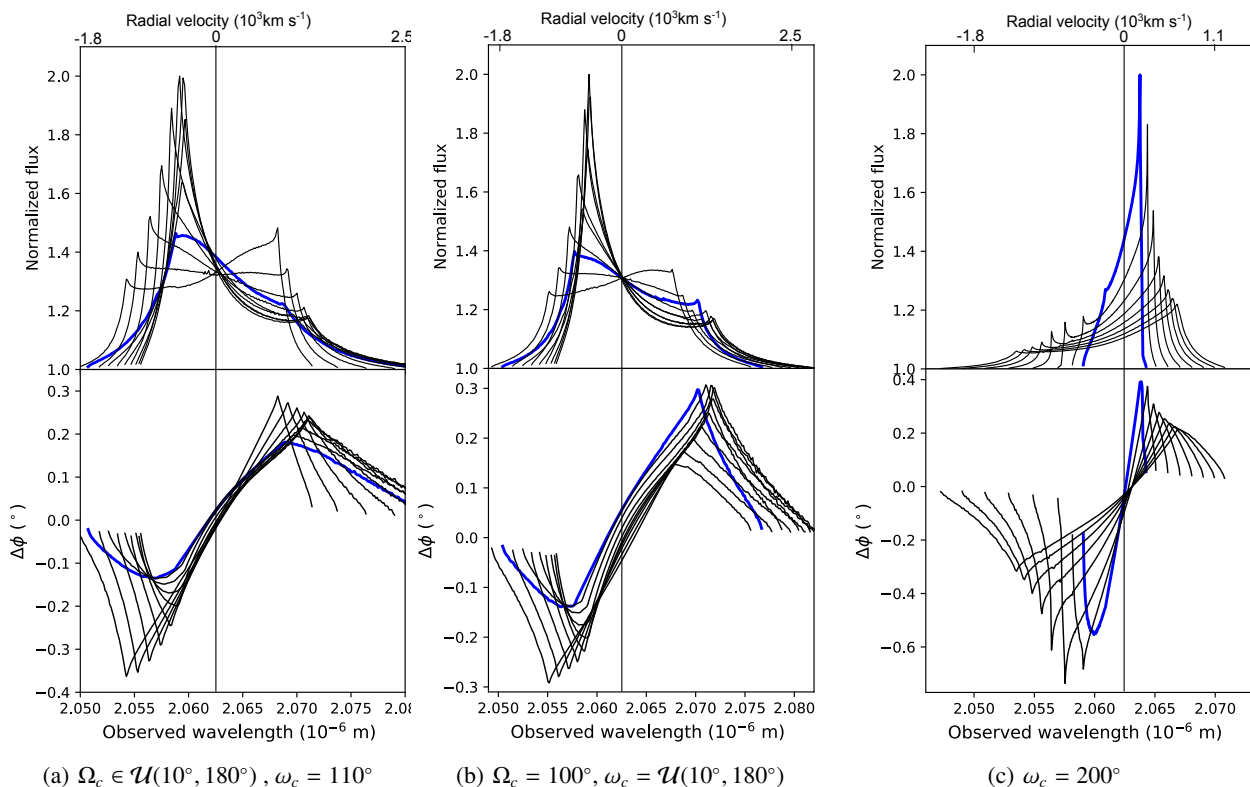 Radial velocity (10³km s⁻¹) Radial velocity (10³km s⁻¹) Radial velocity (10³km s⁻¹)
-1.8 0 2.5 -1.8 0 2.5 -1.8 0 1.1
Normalized flux
2.0
1.8
1.6
1.4
1.2
1.0
Δϕ (°)
0.3
0.2
0.1
0.0
−0.1
−0.2
−0.3
−0.4
2.050 2.055 2.060 2.065 2.070 2.075 2.08
Observed wavelength (10⁻⁶ m)
Normalized flux
2.0
1.8
1.6
1.4
1.2
1.0
Δϕ (°)
0.3
0.2
0.1
0.0
−0.1
−0.2
−0.3
2.050 2.055 2.060 2.065 2.070 2.075 2.080
Observed wavelength (10⁻⁶ m)
Normalized flux
2.0
1.8
1.6
1.4
1.2
1.0
Δϕ (°)
0.4
0.2
0.0
−0.2
−0.4
−0.6
2.050 2.055 2.060 2.065 2.070
Observed wavelength (10⁻⁶ m)
(a) Ω_c ∈ 𝒰(10°, 180°) , ω_c = 110°
(b) Ω_c = 100°, ω_c = 𝒰(10°, 180°)
(c) ω_c = 200°